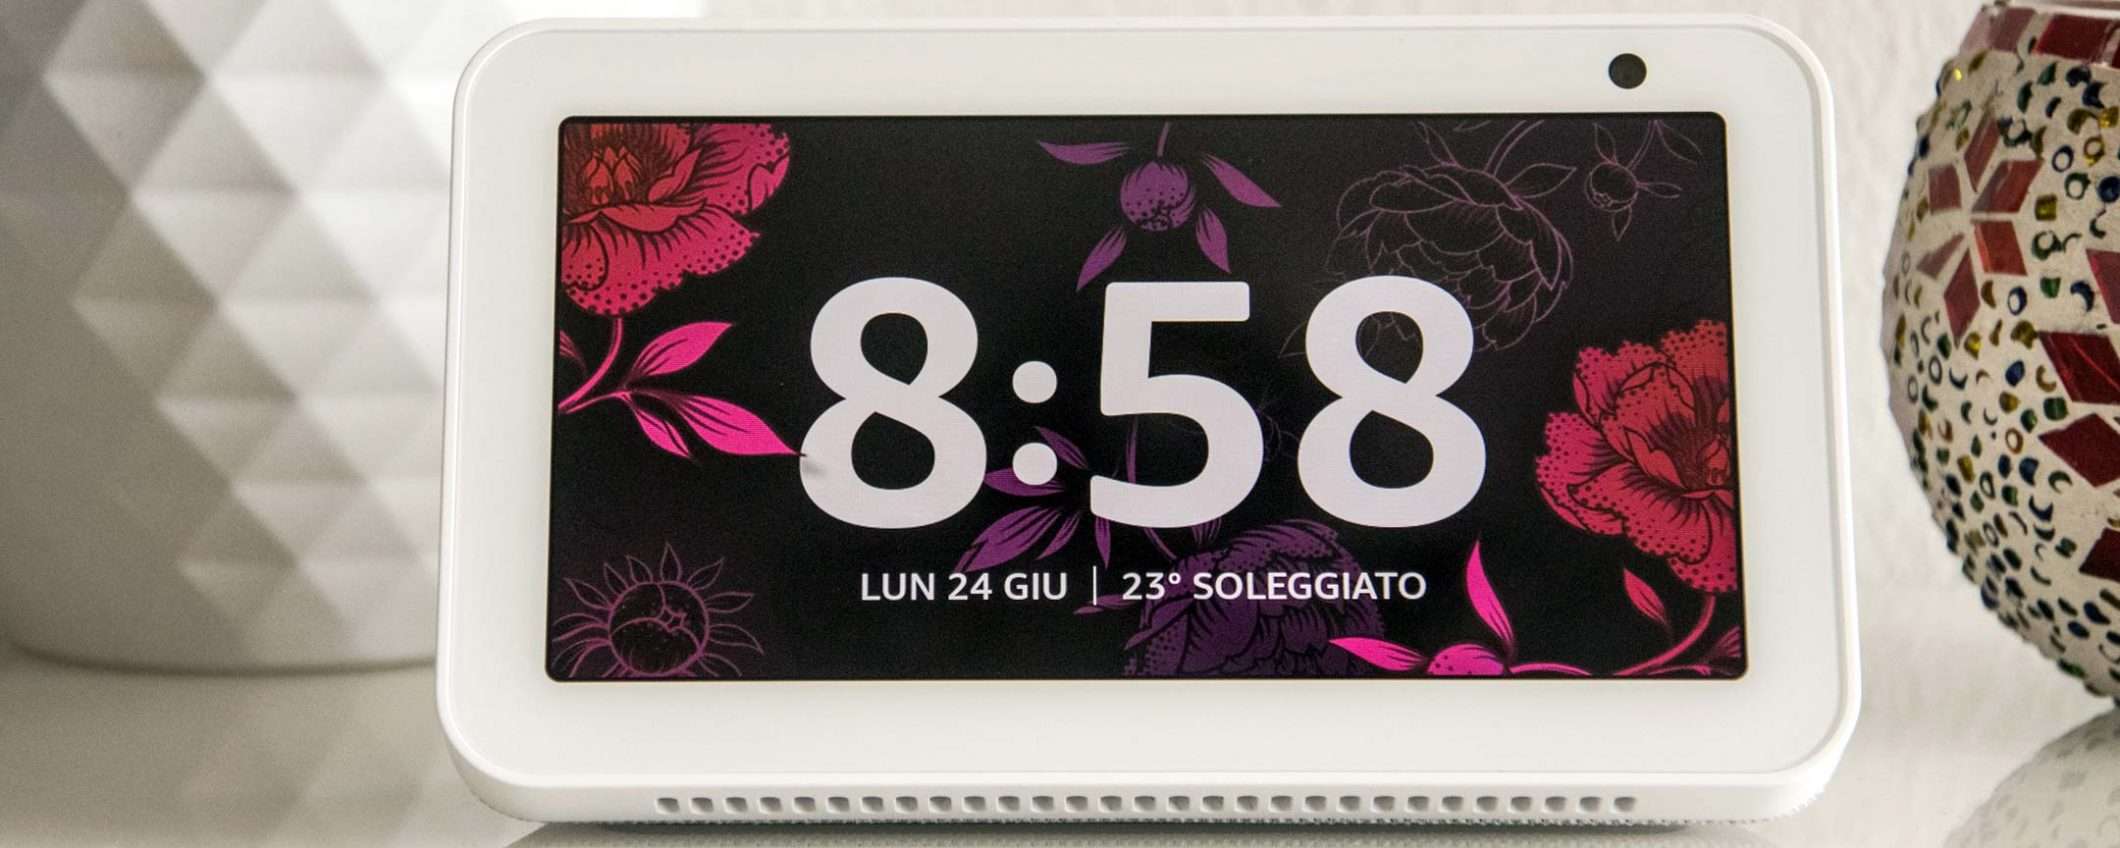 8:58
LUN 24 GIU | 23° SOLEGGIATO